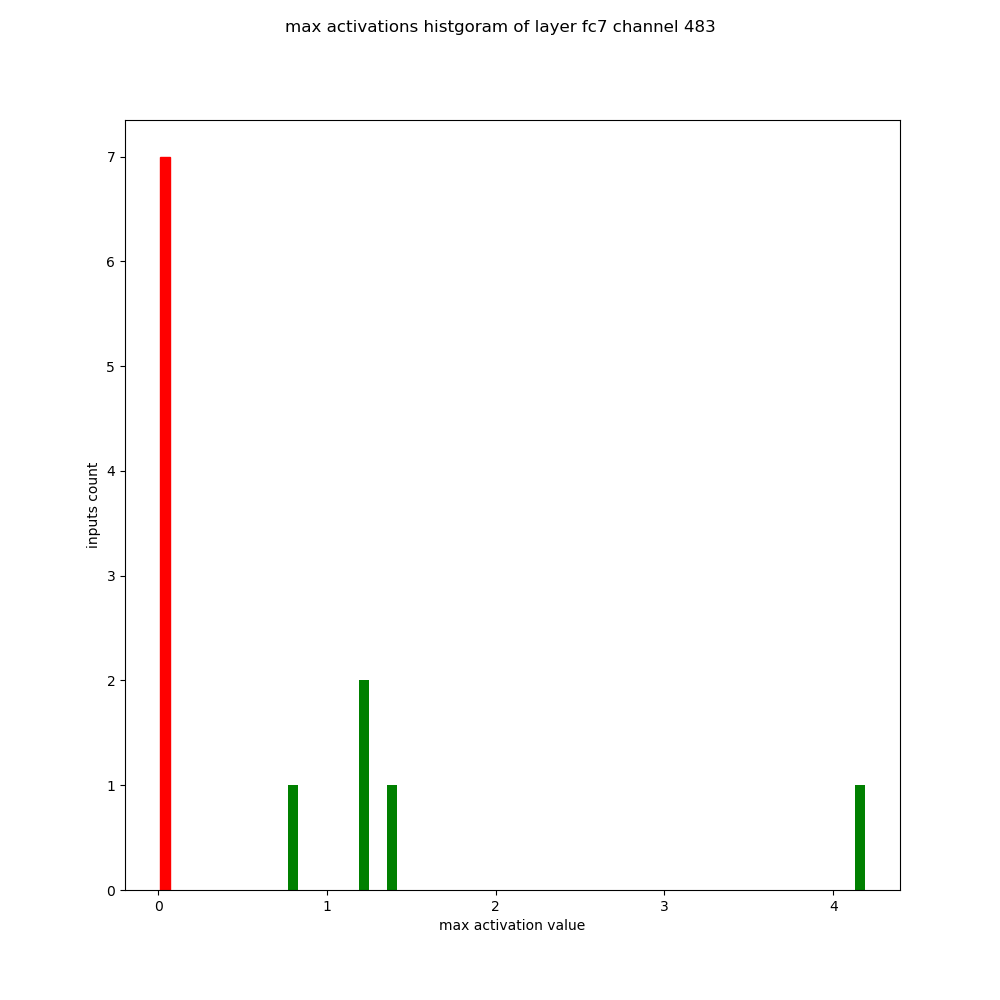 max activations histgoram of layer fc7 channel 483
7
6
5
4
3
2
1
0
inputs count
0 1 2 3 4
max activation value